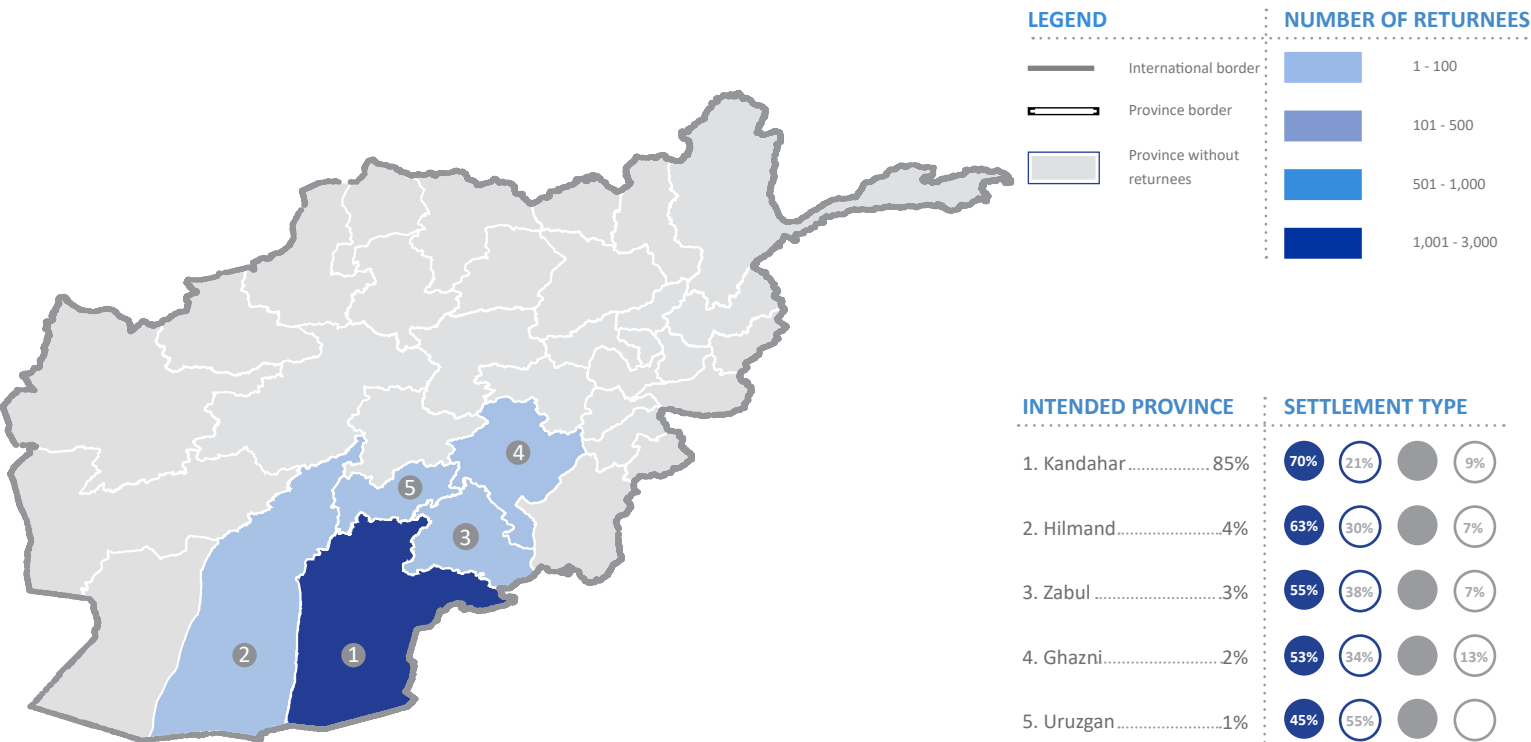 LEGEND
International border
Province border
Province without
returnees
NUMBER OF RETURNEES
1 - 100
101 - 500
501 - 1,000
1,001 - 3,000
4
5
3
2
1
INTENDED PROVINCE SETTLEMENT TYPE
1. Kandahar 85% 70% 21% 9%
2. Hilmand 4% 63% 30% 7%
3. Zabul 3% 55% 38% 7%
4. Ghazni 2% 53% 34% 13%
5. Uruzgan 1% 45% 55%